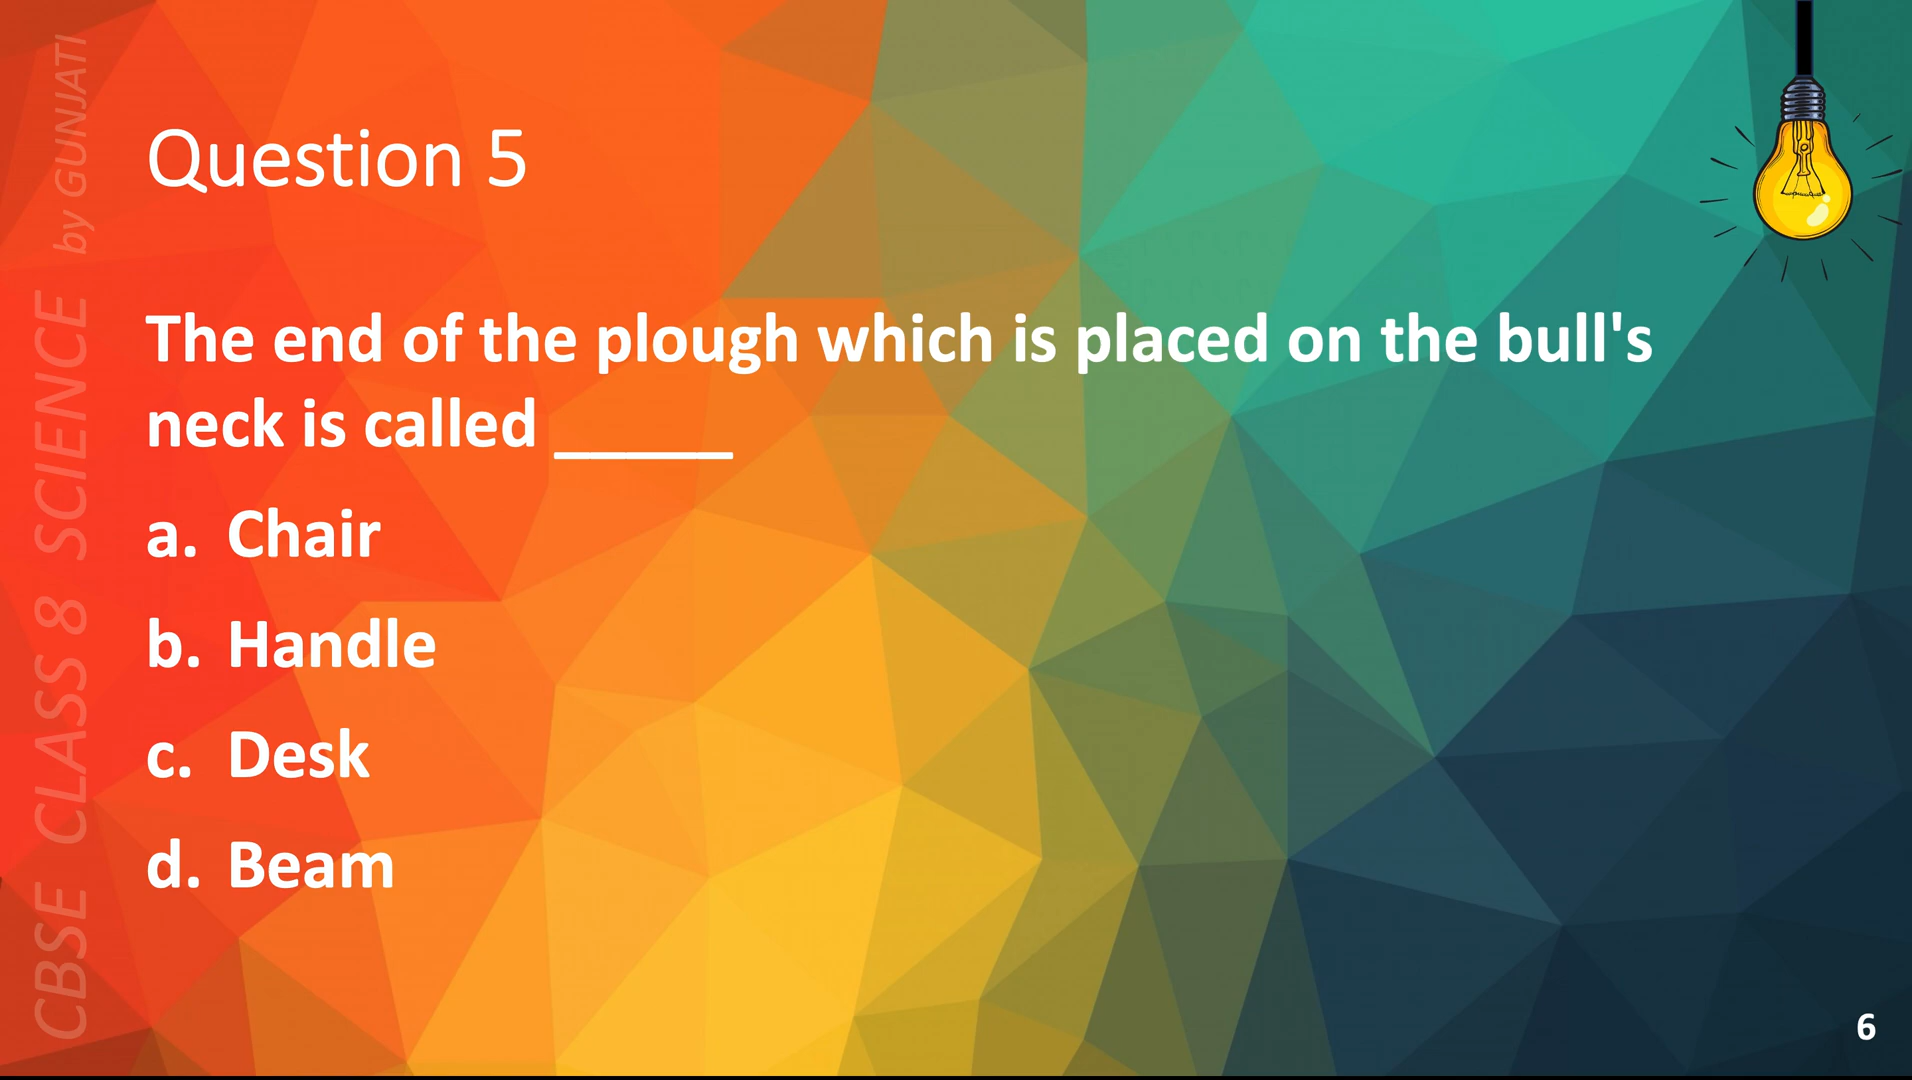 CBSE CLASS 8 SCIENCE by GUNJATI
Question 5
The end of the plough which is placed on the bull's
neck is called _____
a. Chair
b. Handle
c. Desk
d. Beam
6